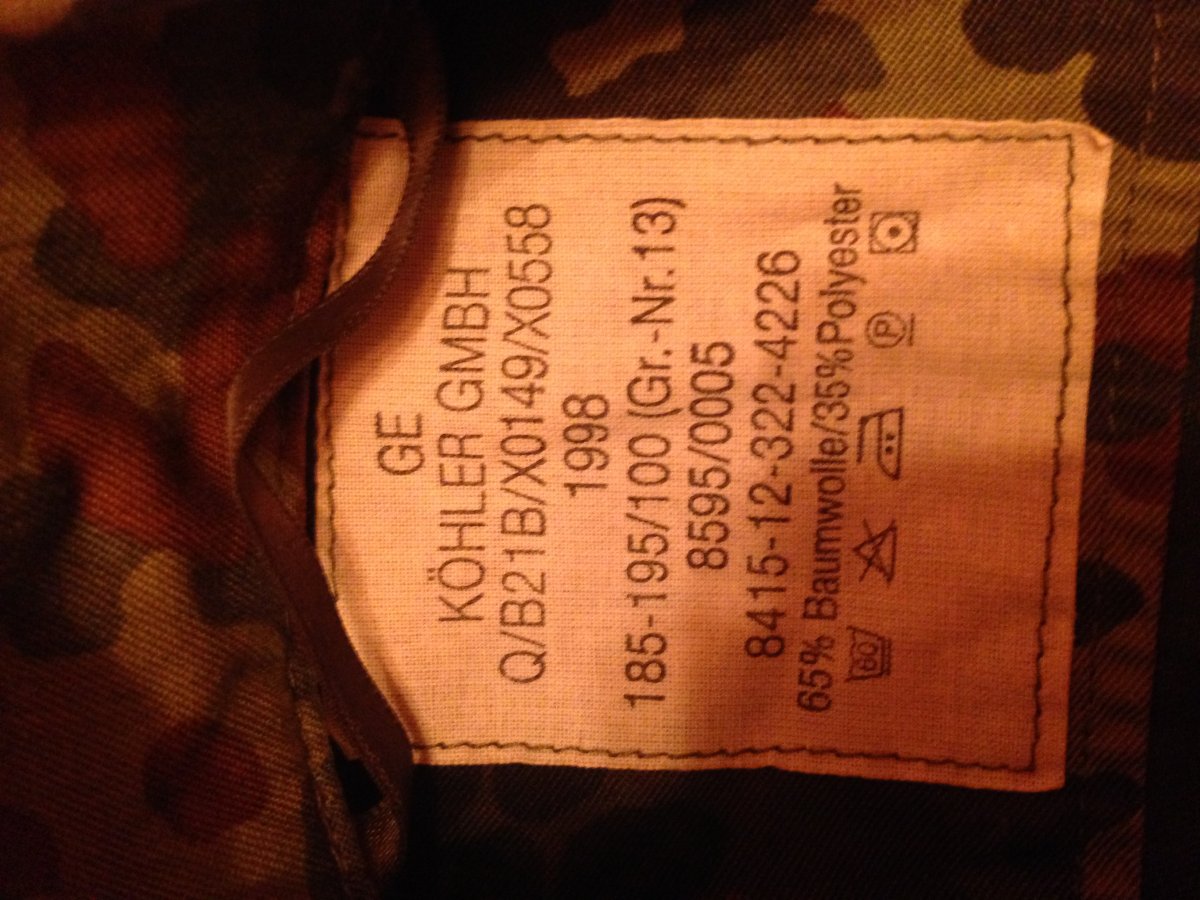 GE
KÖHLER GMBH
Q/B21B/X0149/X0558
1998
185-195/100 (Gr.-Nr.13)
8595/0005
8415-12-322-4226
65% Baumwolle/35%Polyester
60 P